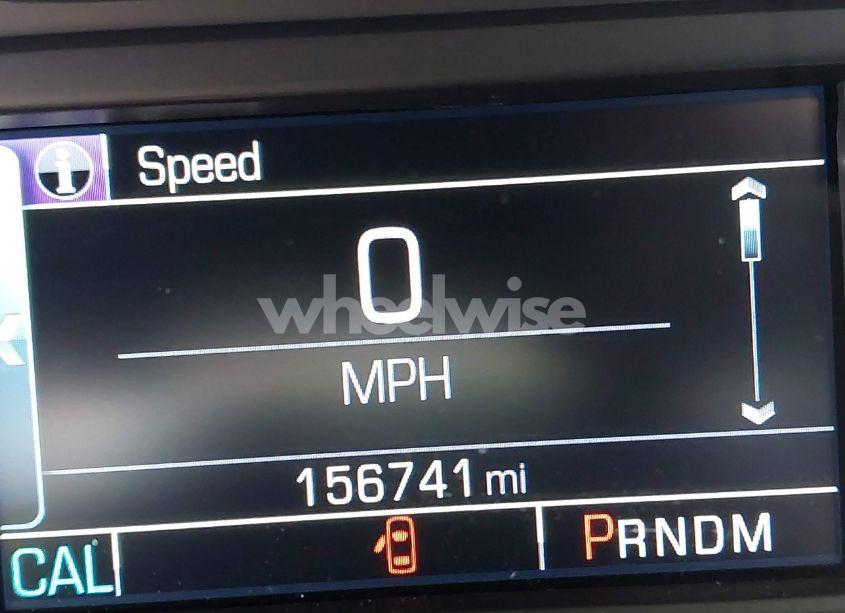 Speed
0
wheelwise
MPH
156741 mi
CAL PRNDM